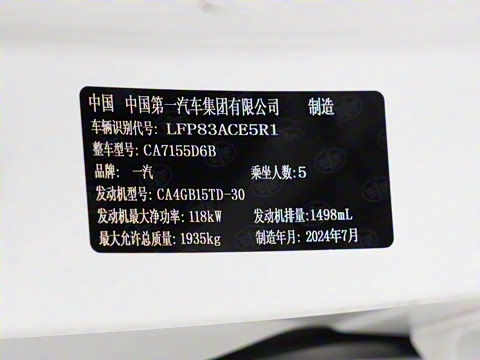 中国 中国第一汽车集团有限公司 制造
车辆识别代号: LFP83ACE5R1
整车型号: CA7155D6B
品牌: 一汽 乘坐人数: 5
发动机型号: CA4GB15TD-30
发动机最大净功率: 118kW 发动机排量: 1498mL
最大允许总质量: 1935kg 制造年月: 2024年7月